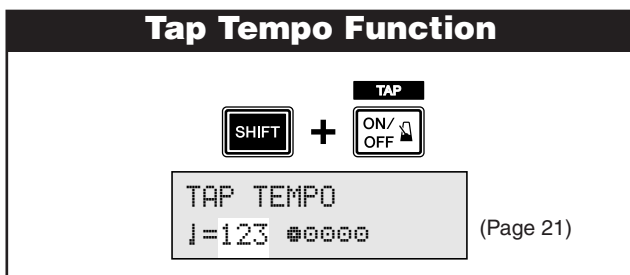 Tap Tempo Function
TAP
SHIFT + ON/
OFF
TAP TEMPO
♩=123
(Page 21)